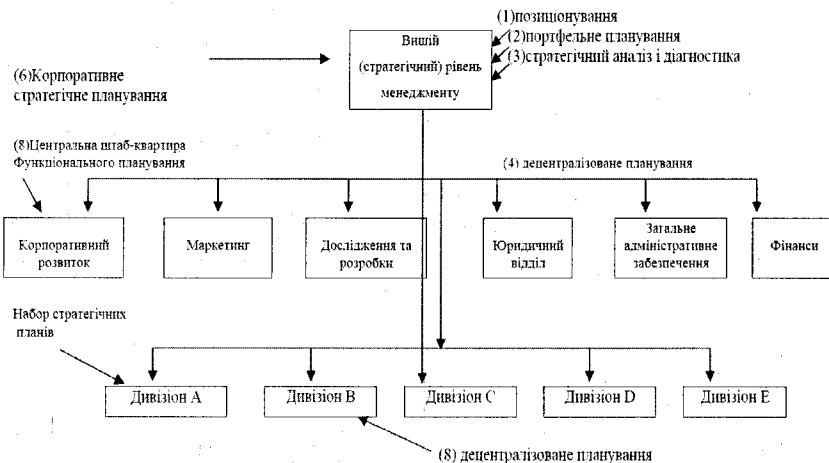 (1)позиціонування
(2)портфельне планування
(3)стратегічний аналіз і діагностика
Вищій
(стратегічний) рівень
менеджменту
(6)Корпоративне
стратегічне планування
(8)Центральна штаб-квартира
Функціонального планування
(4) децентралізоване планування
Корпоративний
розвиток
Маркетинг
Дослідження та
розробки
Юридичний
відділ
Загальне
адміністративне
забезпечення
Фінанси
Набор стратегічних
планів
Дивізіон A
Дивізіон B
Дивізіон C
Дивізіон D
Дивізіон E
(8) децентралізоване планування